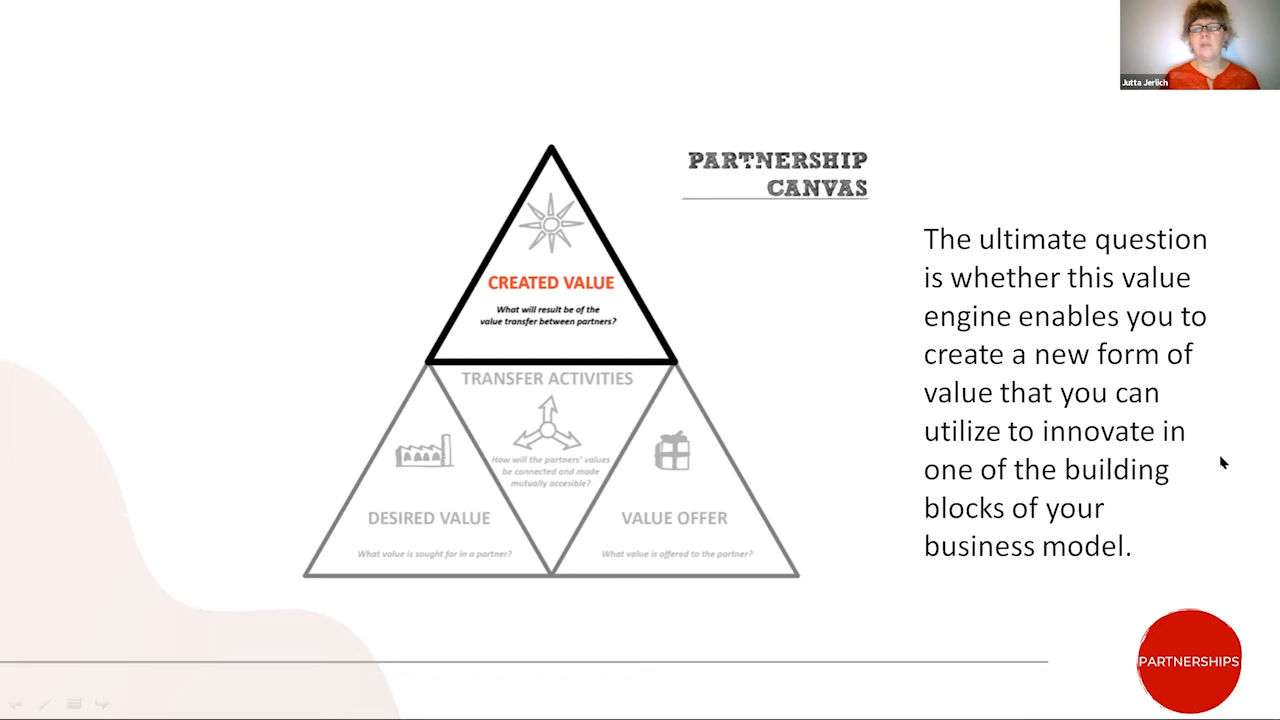 Jutta Jerlich
PARTNERSHIP
CANVAS
CREATED VALUE
What will result be of the
value transfer between partners?
TRANSFER ACTIVITIES
How will the partners' values
be connected and made
mutually accesible?
DESIRED VALUE
What value is sought for in a partner?
VALUE OFFER
What value is offered to the partner?
The ultimate question
is whether this value
engine enables you to
create a new form of
value that you can
utilize to innovate in
one of the building
blocks of your
business model.
PARTNERSHIPS